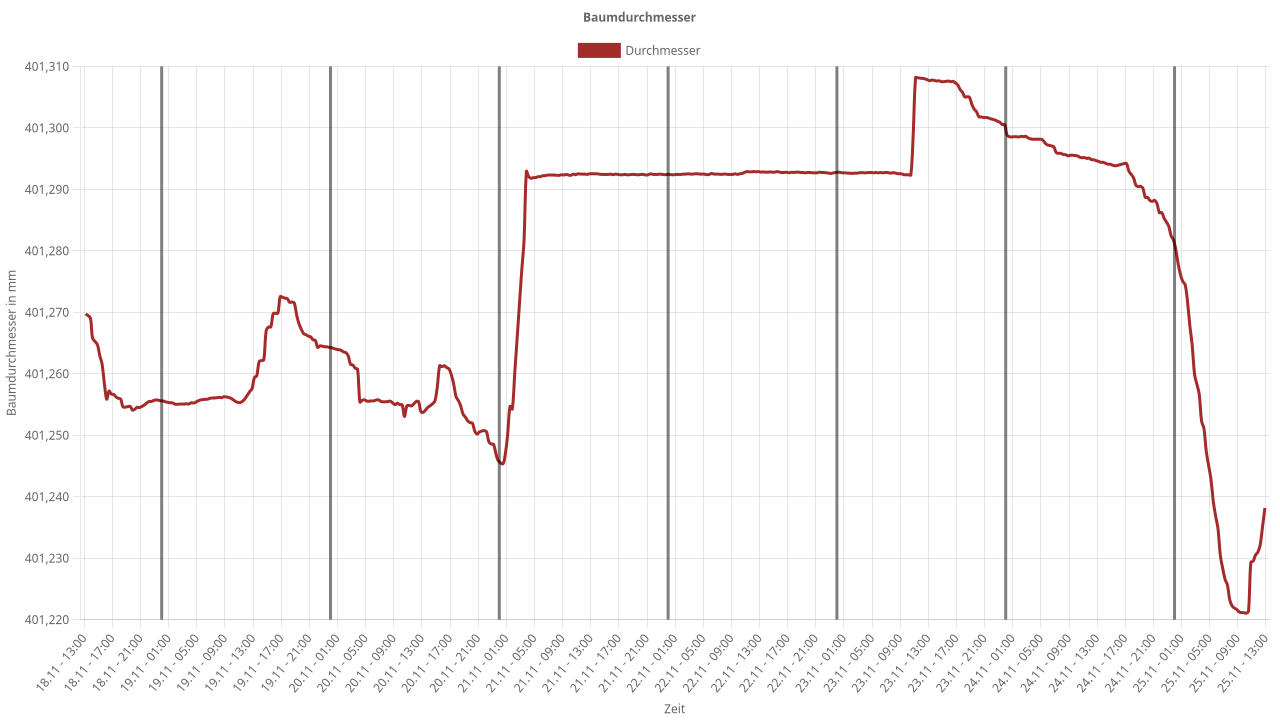 Baumdurchmesser
Durchmesser
401,310
401,300
401,290
401,280
401,270
401,260
401,250
401,240
401,230
401,220
Baumdurchmesser in mm
18.11 - 13:00
18.11 - 17:00
18.11 - 21:00
19.11 - 01:00
19.11 - 05:00
19.11 - 09:00
19.11 - 13:00
19.11 - 17:00
19.11 - 21:00
20.11 - 01:00
20.11 - 05:00
20.11 - 09:00
20.11 - 13:00
20.11 - 17:00
20.11 - 21:00
21.11 - 01:00
21.11 - 05:00
21.11 - 09:00
21.11 - 13:00
21.11 - 17:00
21.11 - 21:00
22.11 - 01:00
22.11 - 05:00
22.11 - 09:00
22.11 - 13:00
22.11 - 17:00
22.11 - 21:00
23.11 - 01:00
23.11 - 05:00
23.11 - 09:00
23.11 - 13:00
23.11 - 17:00
23.11 - 21:00
24.11 - 01:00
24.11 - 05:00
24.11 - 09:00
24.11 - 13:00
24.11 - 17:00
24.11 - 21:00
25.11 - 01:00
25.11 - 05:00
25.11 - 09:00
25.11 - 13:00
Zeit